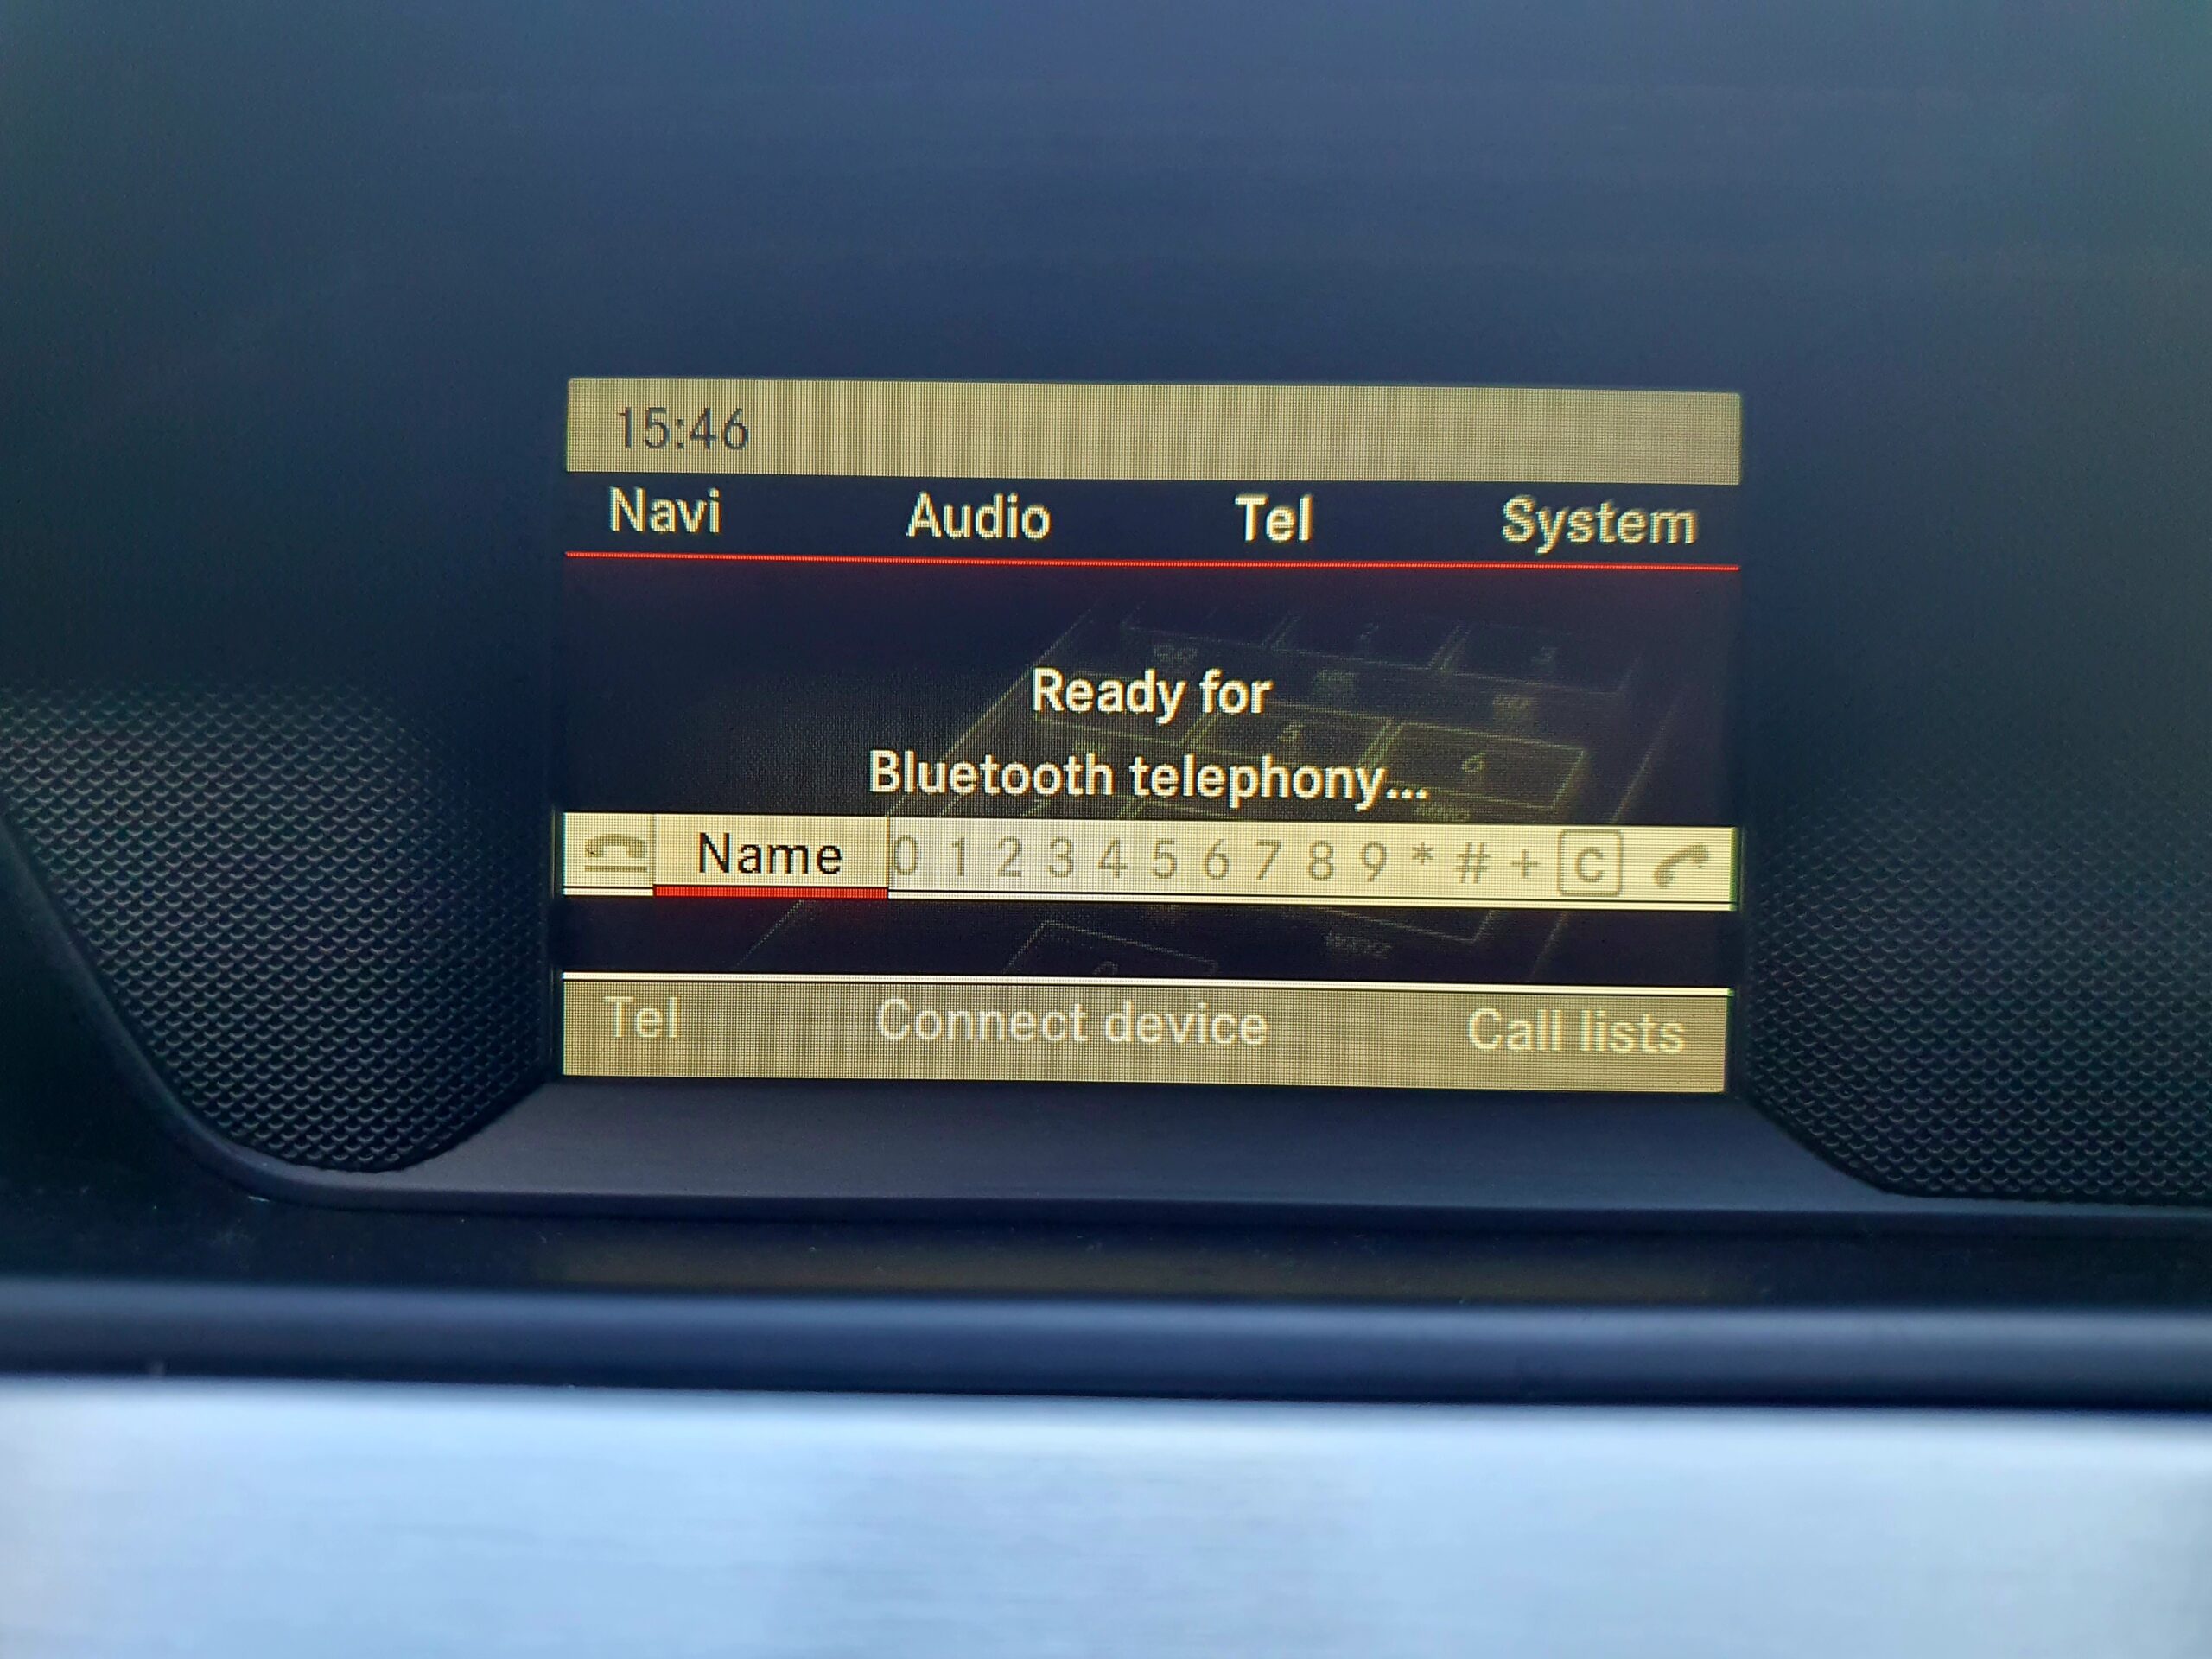 15:46
Navi Audio Tel System
Ready for
Bluetooth telephony...
Name 0 1 2 3 4 5 6 7 8 9 * # + C
Tel Connect device Call lists